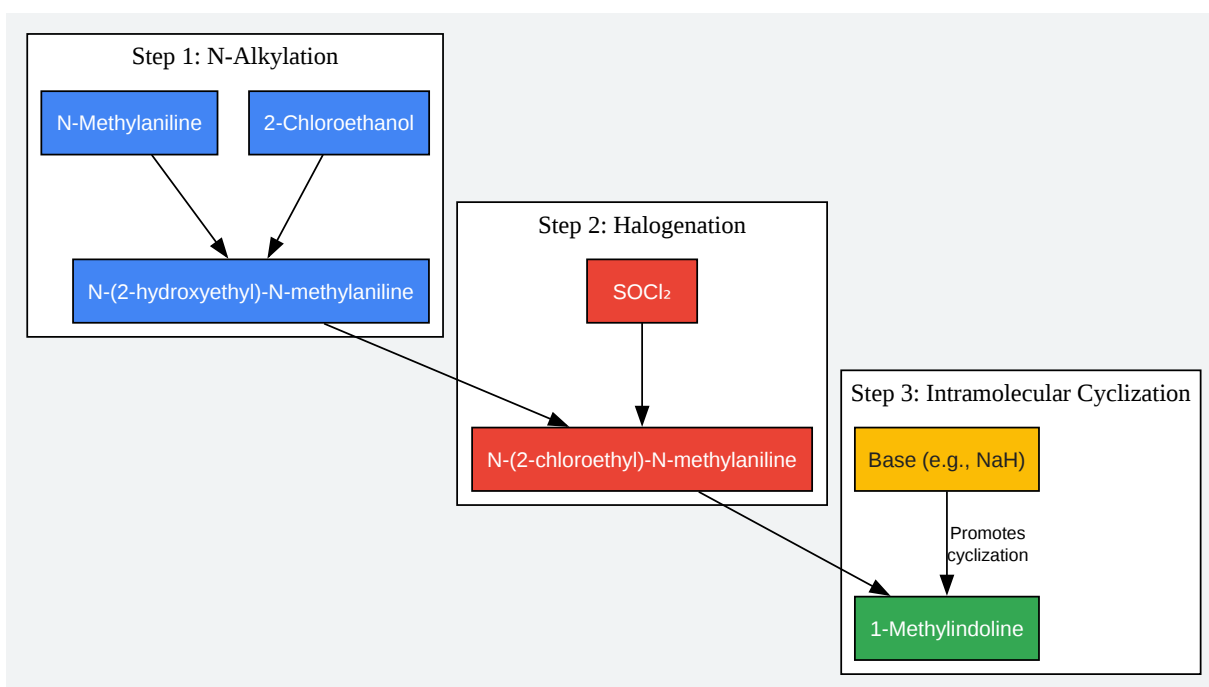 Step 1: N-Alkylation
N-Methylaniline
2-Chloroethanol
N-(2-hydroxyethyl)-N-methylaniline
Step 2: Halogenation
SOCl₂
N-(2-chloroethyl)-N-methylaniline
Step 3: Intramolecular Cyclization
Base (e.g., NaH)
Promotes
cyclization
1-Methylindoline